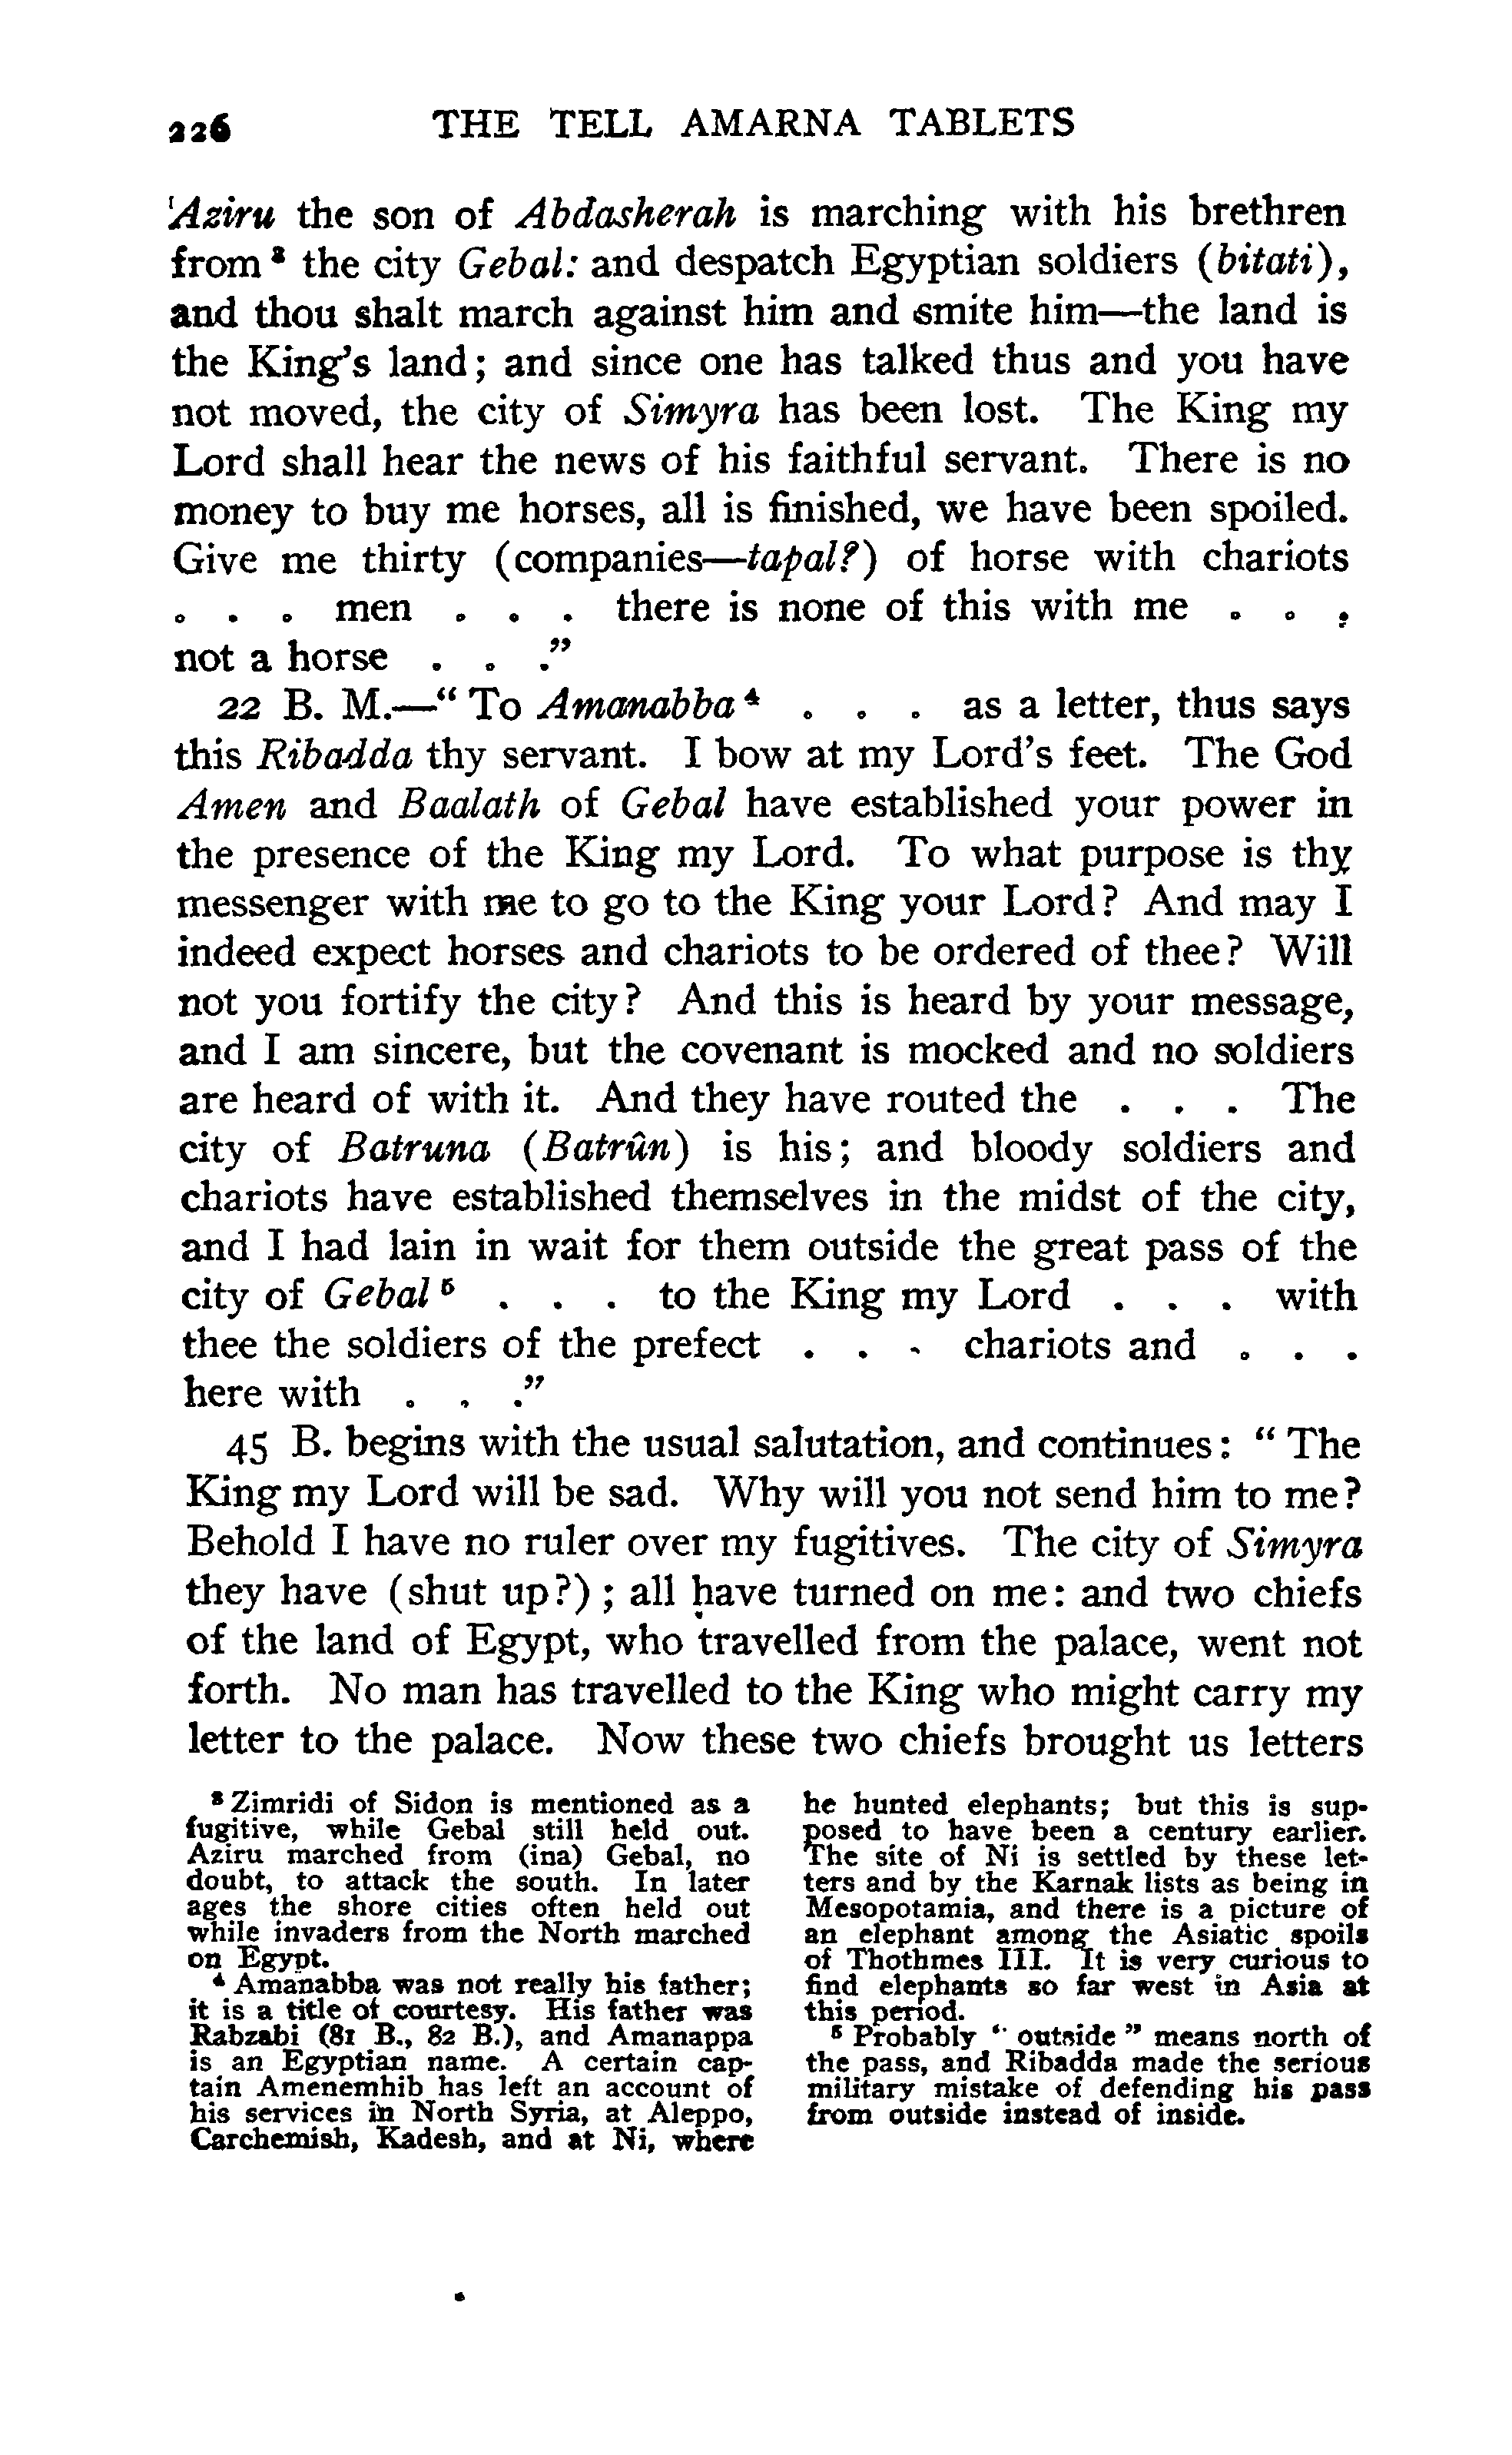 226 THE TELL AMARNA TABLETS
'Aziru the son of Abdasherah is marching with his brethren
from ³ the city Gebal: and despatch Egyptian soldiers (bitati),
and thou shalt march against him and smite him—the land is
the King's land; and since one has talked thus and you have
not moved, the city of Simyra has been lost. The King my
Lord shall hear the news of his faithful servant. There is no
money to buy me horses, all is finished, we have been spoiled.
Give me thirty (companies—tapal?) of horse with chariots
. . . men . . . there is none of this with me . . .
not a horse . . ."
22 B. M.—"To Amanabba ⁴ . . . as a letter, thus says
this Ribadda thy servant. I bow at my Lord's feet. The God
Amen and Baalath of Gebal have established your power in
the presence of the King my Lord. To what purpose is thy
messenger with me to go to the King your Lord? And may I
indeed expect horses and chariots to be ordered of thee? Will
not you fortify the city? And this is heard by your message,
and I am sincere, but the covenant is mocked and no soldiers
are heard of with it. And they have routed the . . . The
city of Batruna (Batrûn) is his; and bloody soldiers and
chariots have established themselves in the midst of the city,
and I had lain in wait for them outside the great pass of the
city of Gebal ⁵ . . . to the King my Lord . . . with
thee the soldiers of the prefect . . . chariots and . . .
here with . . ."
45 B. begins with the usual salutation, and continues: "The
King my Lord will be sad. Why will you not send him to me?
Behold I have no ruler over my fugitives. The city of Simyra
they have (shut up?); all have turned on me: and two chiefs
of the land of Egypt, who travelled from the palace, went not
forth. No man has travelled to the King who might carry my
letter to the palace. Now these two chiefs brought us letters
³ Zimridi of Sidon is mentioned as a
fugitive, while Gebal still held out.
Aziru marched from (ina) Gebal, no
doubt, to attack the south. In later
ages the shore cities often held out
while invaders from the North marched
on Egypt.
⁴ Amanabba was not really his father;
it is a title of courtesy. His father was
Rabzabi (81 B., 82 B.), and Amanappa
is an Egyptian name. A certain cap-
tain Amenemhib has left an account of
his services in North Syria, at Aleppo,
Carchemish, Kadesh, and at Ni, where
he hunted elephants; but this is sup-
posed to have been a century earlier.
The site of Ni is settled by these let-
ters and by the Karnak lists as being in
Mesopotamia, and there is a picture of
an elephant among the Asiatic spoils
of Thothmes III. It is very curious to
find elephants so far west in Asia at
this period.
⁵ Probably "outside" means north of
the pass, and Ribadda made the serious
military mistake of defending his pass
from outside instead of inside.